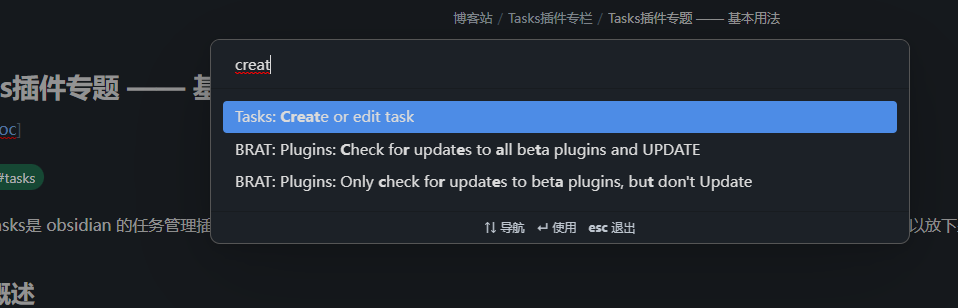 博客站 / Tasks插件专栏 / Tasks插件专题 —— 基本用法
creat
s插件专题 —— 基
oc]
Tasks: Create or edit task
BRAT: Plugins: Check for updates to all beta plugins and UPDATE
#tasks
BRAT: Plugins: Only check for updates to beta plugins, but don't Update
asks是 obsidian 的任务管理插
以放下
导航 使用 esc 退出
概述